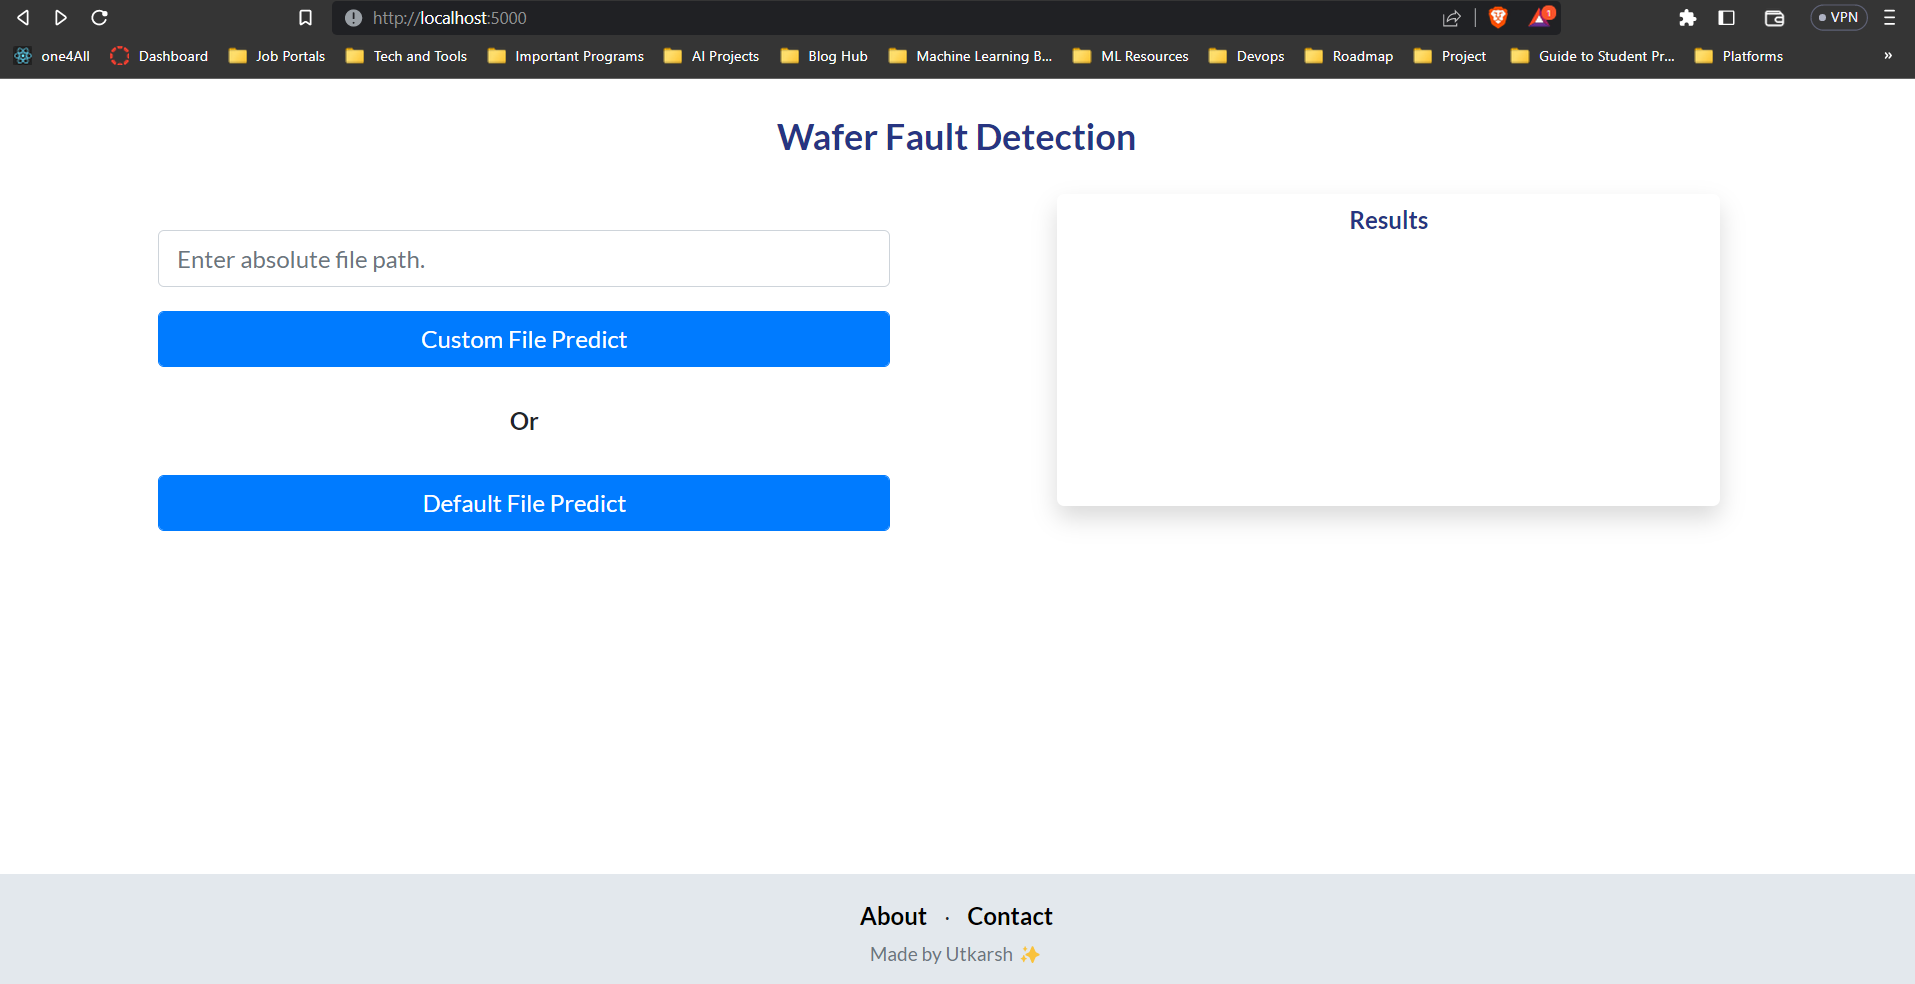 http://localhost:5000
1
VPN
one4All
Dashboard
Job Portals
Tech and Tools
Important Programs
AI Projects
Blog Hub
Machine Learning B...
ML Resources
Devops
Roadmap
Project
Guide to Student Pr...
Platforms
»
Wafer Fault Detection
Enter absolute file path.
Custom File Predict
Or
Default File Predict
Results
About · Contact
Made by Utkarsh ✨